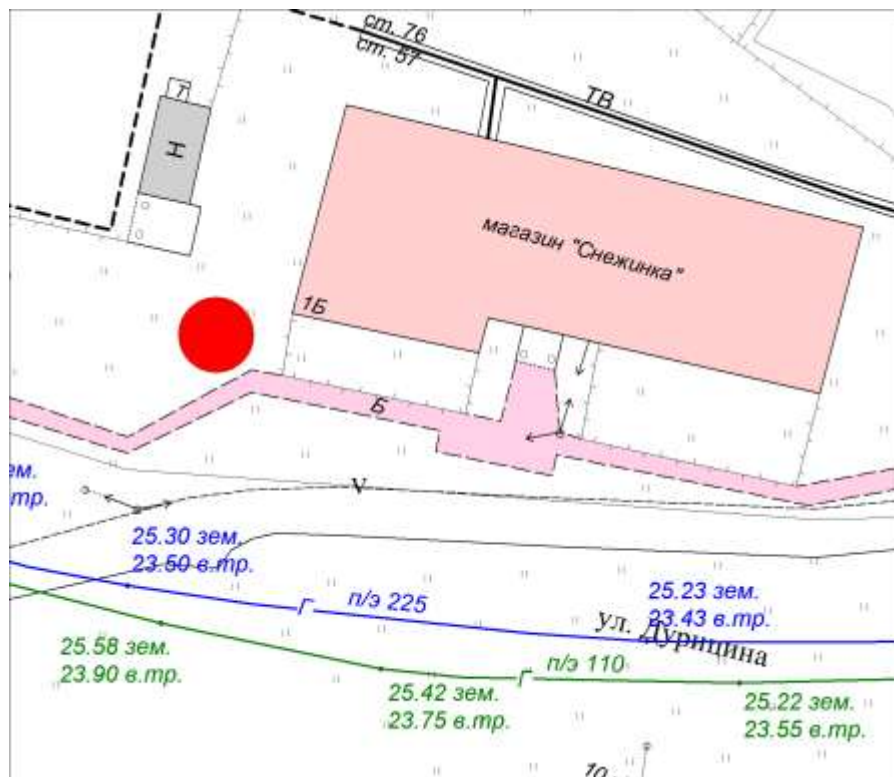 ст. 76
ст. 57
ТВ
Т
Н
магазин "Снежинка"
1Б
Б
V
25.30 зем.
23.50 в.тр.
25.23 зем.
23.43 в.тр.
Г
п/э 225
ул. Дурицина
25.58 зем.
23.90 в.тр.
Г
п/э 110
25.42 зем.
23.75 в.тр.
25.22 зем.
23.55 в.тр.